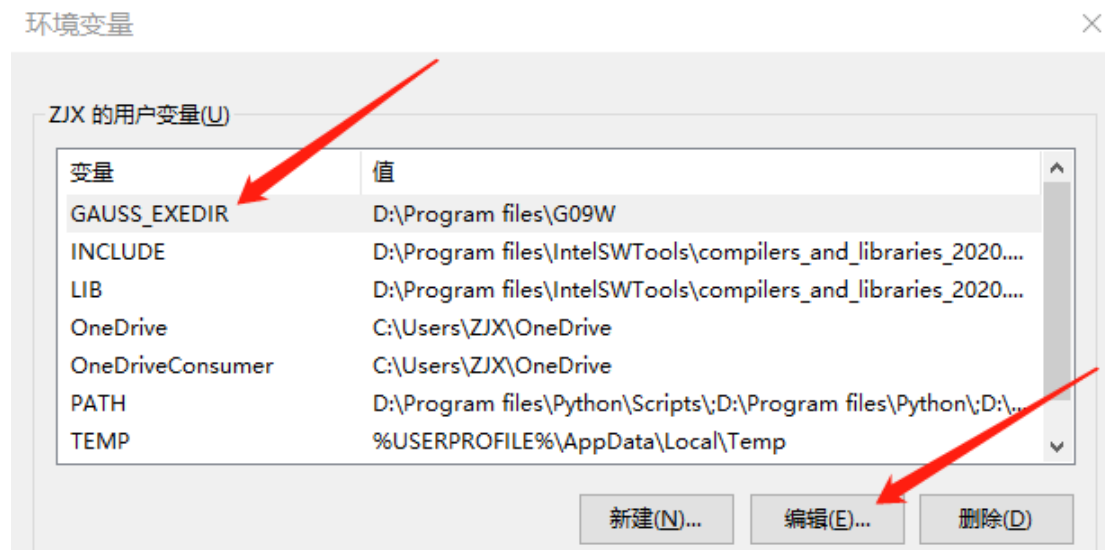 环境变量
ZJX 的用户变量(U)
变量 值
GAUSS_EXEDIR D:\Program files\G09W
INCLUDE D:\Program files\IntelSWTools\compilers_and_libraries_2020....
LIB D:\Program files\IntelSWTools\compilers_and_libraries_2020....
OneDrive C:\Users\ZJX\OneDrive
OneDriveConsumer C:\Users\ZJX\OneDrive
PATH D:\Program files\Python\Scripts\;D:\Program files\Python\;D:\...
TEMP %USERPROFILE%\AppData\Local\Temp
新建(N)... 编辑(E)... 删除(D)